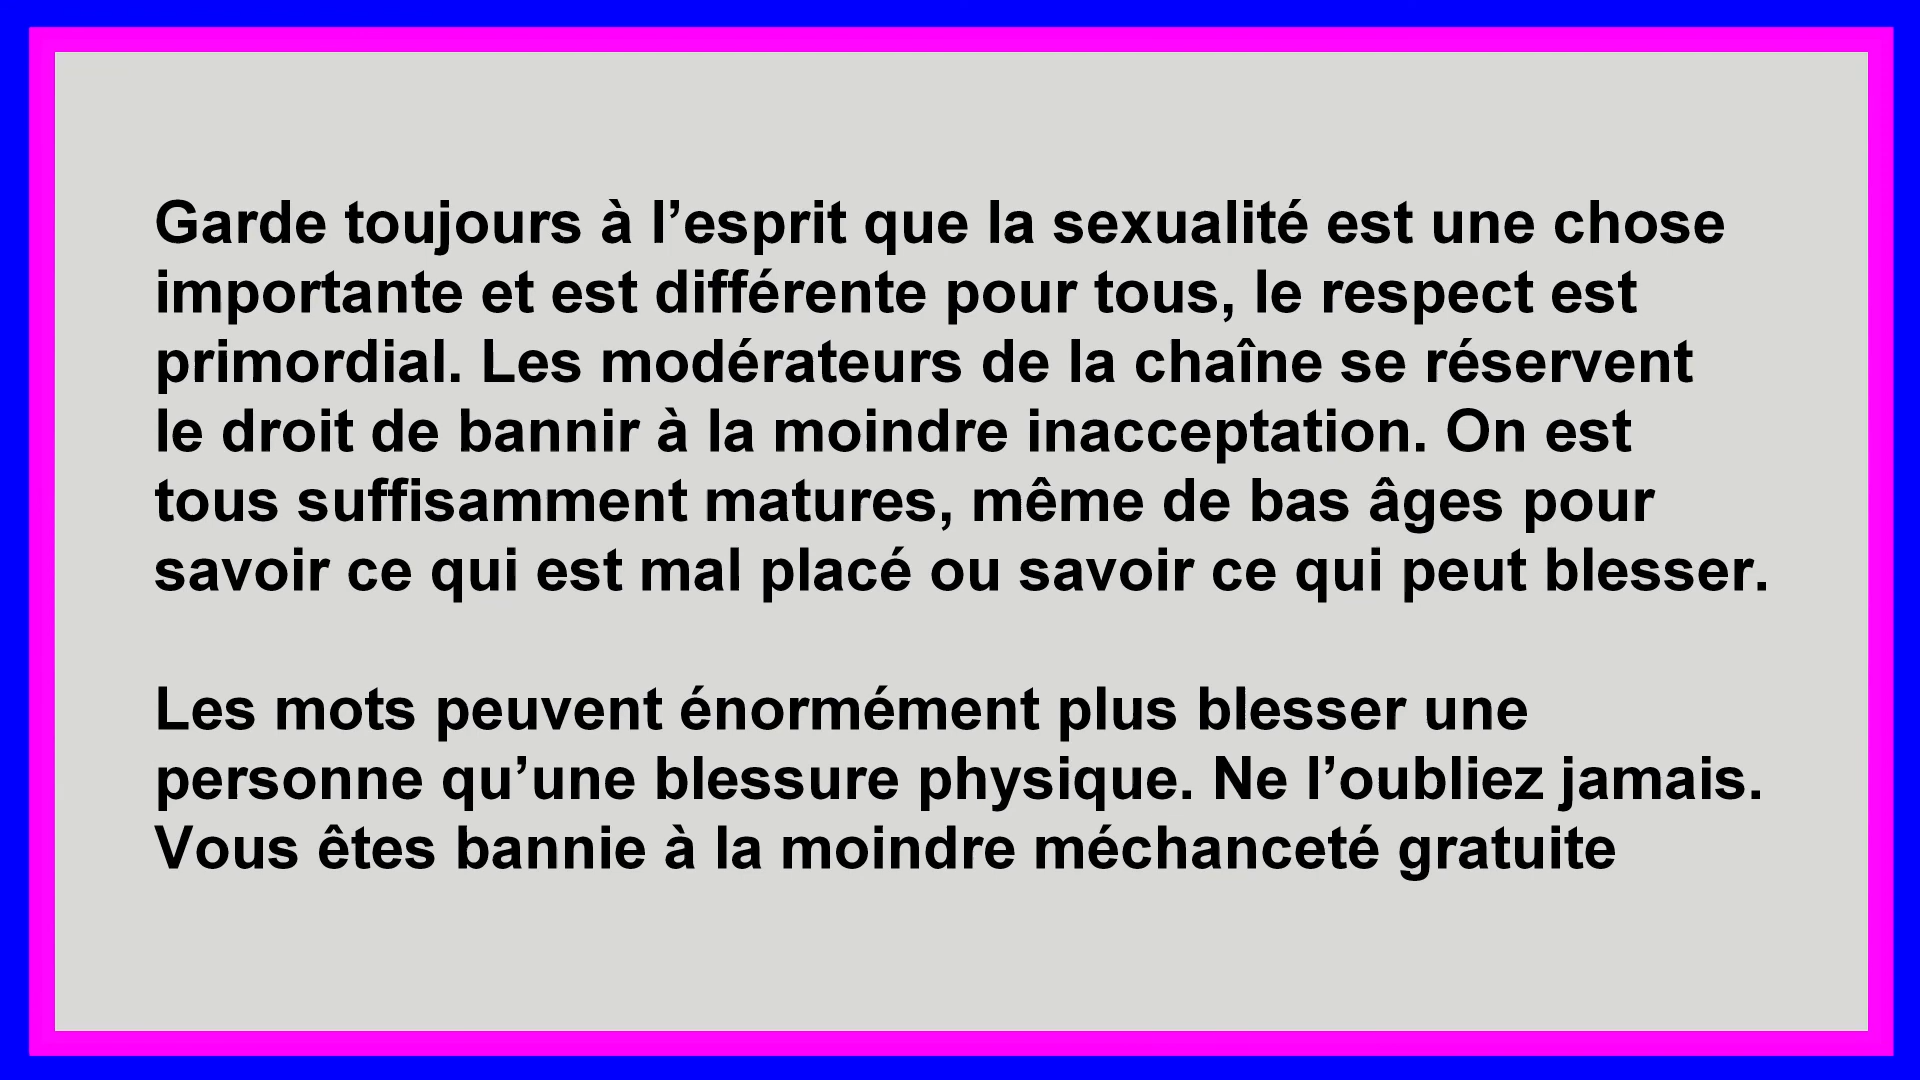 Garde toujours à l’esprit que la sexualité est une chose
importante et est différente pour tous, le respect est
primordial. Les modérateurs de la chaîne se réservent
le droit de bannir à la moindre inacceptation. On est
tous suffisamment matures, même de bas âges pour
savoir ce qui est mal placé ou savoir ce qui peut blesser.
Les mots peuvent énormément plus blesser une
personne qu’une blessure physique. Ne l’oubliez jamais.
Vous êtes bannie à la moindre méchanceté gratuite